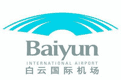 Baiyun
INTERNATIONAL AIRPORT
白云国际机场